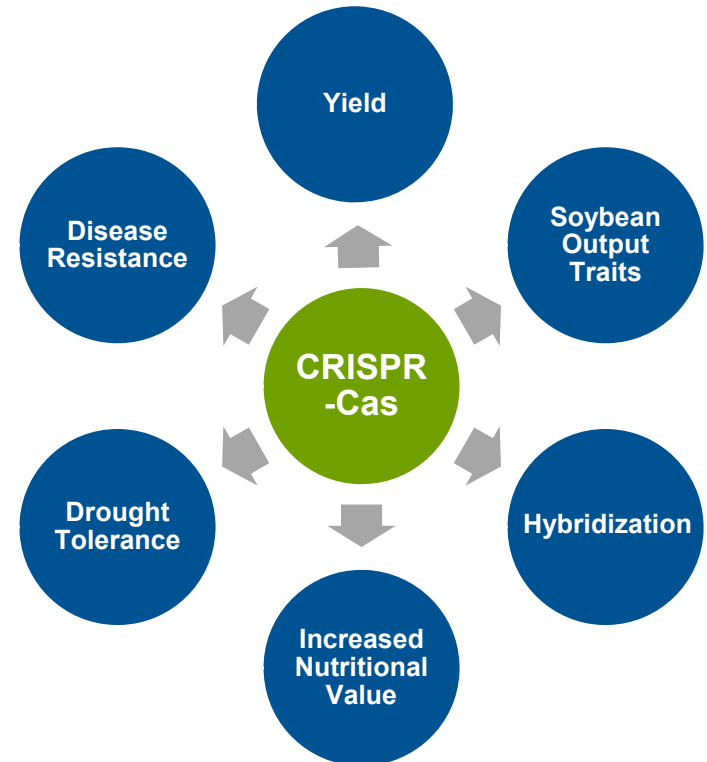 Yield
Disease
Resistance
Soybean
Output
Traits
CRISPR
-Cas
Drought
Tolerance
Hybridization
Increased
Nutritional
Value